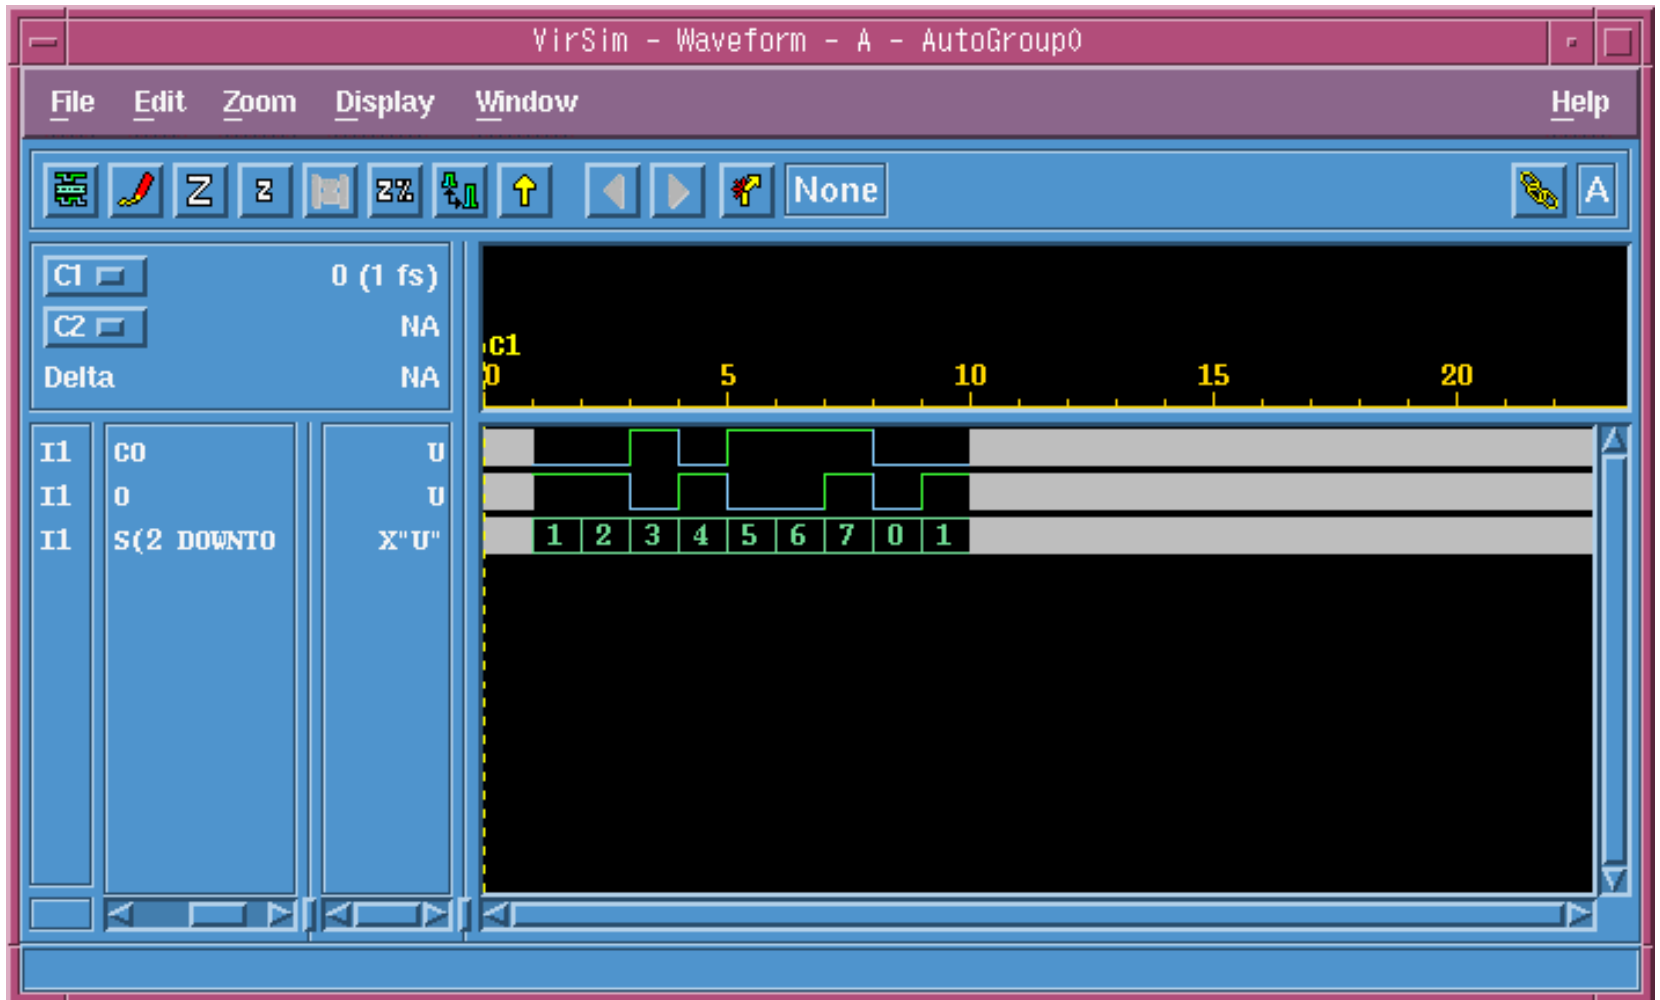 VirSim - Waveform - A - AutoGroup0
File Edit Zoom Display Window Help
Z z z% None A
C1 0 (1 fs)
C2 NA
Delta NA
C1
0 5 10 15 20
I1 CO U
I1 O U
I1 S(2 DOWNTO X"U" 1 2 3 4 5 6 7 0 1